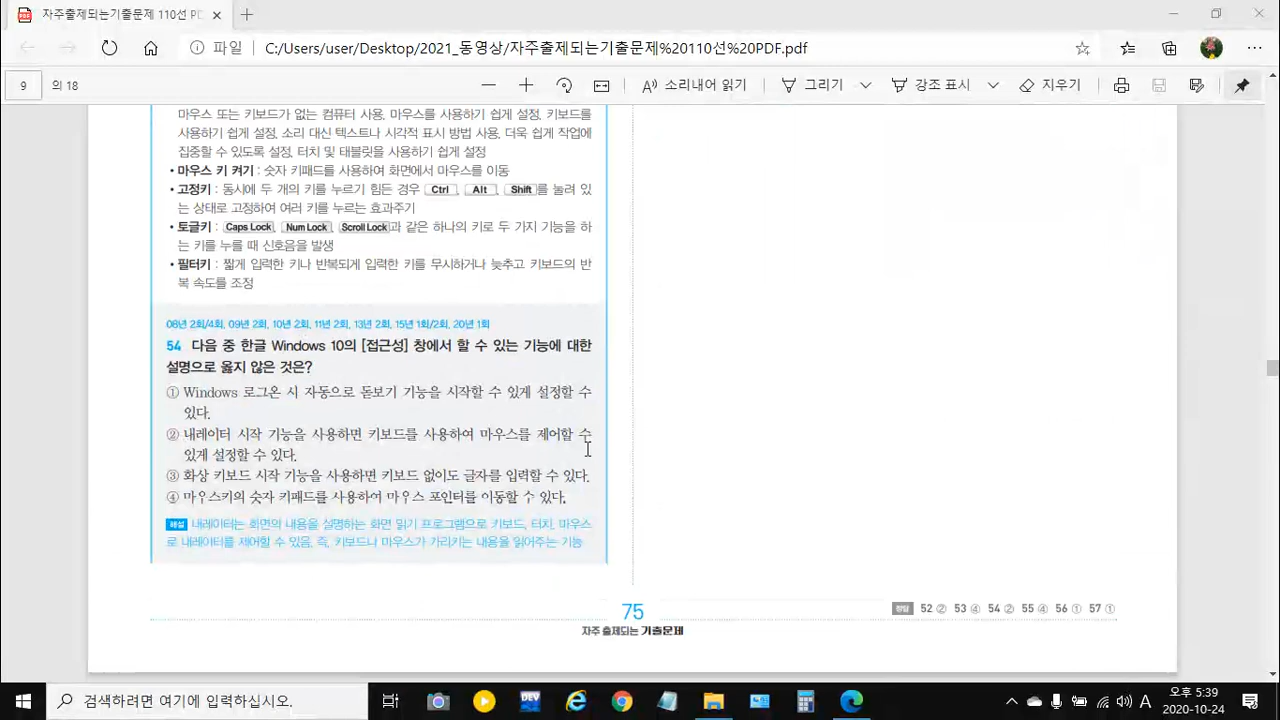 자주출제되는기출문제 110선 PD
파일 C:/Users/user/Desktop/2021_동영상/자주출제되는기출문제%20110선%20PDF.pdf
9 의 18 소리내어 읽기 그리기 강조 표시 지우기
마우스 또는 키보드가 없는 컴퓨터 사용, 마우스를 사용하기 쉽게 설정, 키보드를
사용하기 쉽게 설정, 소리 대신 텍스트나 시각적 표시 방법 사용, 더욱 쉽게 작업에
집중할 수 있도록 설정, 터치 및 태블릿을 사용하기 쉽게 설정
• 마우스 키 켜기 : 숫자 키패드를 사용하여 화면에서 마우스를 이동
• 고정키 : 동시에 두 개의 키를 누르기 힘든 경우 Ctrl, Alt, Shift를 눌려 있
는 상태로 고정하여 여러 키를 누르는 효과주기
• 토글키 : Caps Lock, Num Lock, Scroll Lock과 같은 하나의 키로 두 가지 기능을 하
는 키를 누를 때 신호음을 발생
• 필터키 : 짧게 입력한 키나 반복되게 입력한 키를 무시하거나 늦추고 키보드의 반
복 속도를 조정
08년 2회/4회, 09년 2회, 10년 2회, 11년 2회, 13년 2회, 15년 1회/2회, 20년 1회
54 다음 중 한글 Windows 10의 [접근성] 창에서 할 수 있는 기능에 대한
설명으로 옳지 않은 것은?
① Windows 로그온 시 자동으로 돋보기 기능을 시작할 수 있게 설정할 수
있다.
② 내레이터 시작 기능을 사용하면 키보드를 사용하여 마우스를 제어할 수
있게 설정할 수 있다.
③ 화상 키보드 시작 기능을 사용하면 키보드 없이도 글자를 입력할 수 있다.
④ 마우스키의 숫자 키패드를 사용하여 마우스 포인터를 이동할 수 있다.
해설 내레이터는 화면의 내용을 설명하는 화면 읽기 프로그램으로 키보드, 터치, 마우스
로 내레이터를 제어할 수 있음. 즉, 키보드나 마우스가 가리키는 내용을 읽어주는 기능
정답 52 ② 53 ④ 54 ② 55 ④ 56 ① 57 ①
75
자주 출제되는 기출문제
검색하려면 여기에 입력하십시오.
DEV
A 오후 5:39
2020-10-24